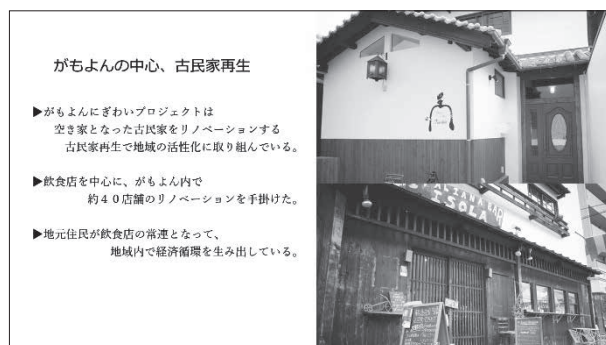 がもよんの中心、古民家再生
▶がもよんにぎわいプロジェクトは
空き家となった古民家をリノベーションする
古民家再生で地域の活性化に取り組んでいる。
▶飲食店を中心に、がもよん内で
約４０店舗のリノベーションを手掛けた。
▶地元住民が飲食店の常連となって、
地域内で経済循環を生み出している。
ISOLA